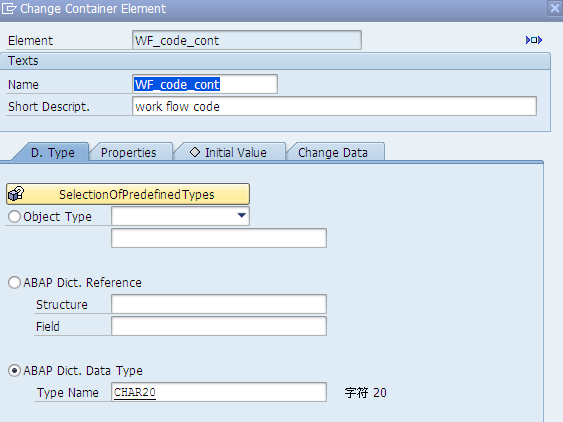 Change Container Element
Element WF_code_cont
Texts
Name WF_code_cont
Short Descript. work flow code
D. Type Properties Initial Value Change Data
SelectionOfPredefinedTypes
Object Type
ABAP Dict. Reference
Structure
Field
ABAP Dict. Data Type
Type Name CHAR20 字符 20